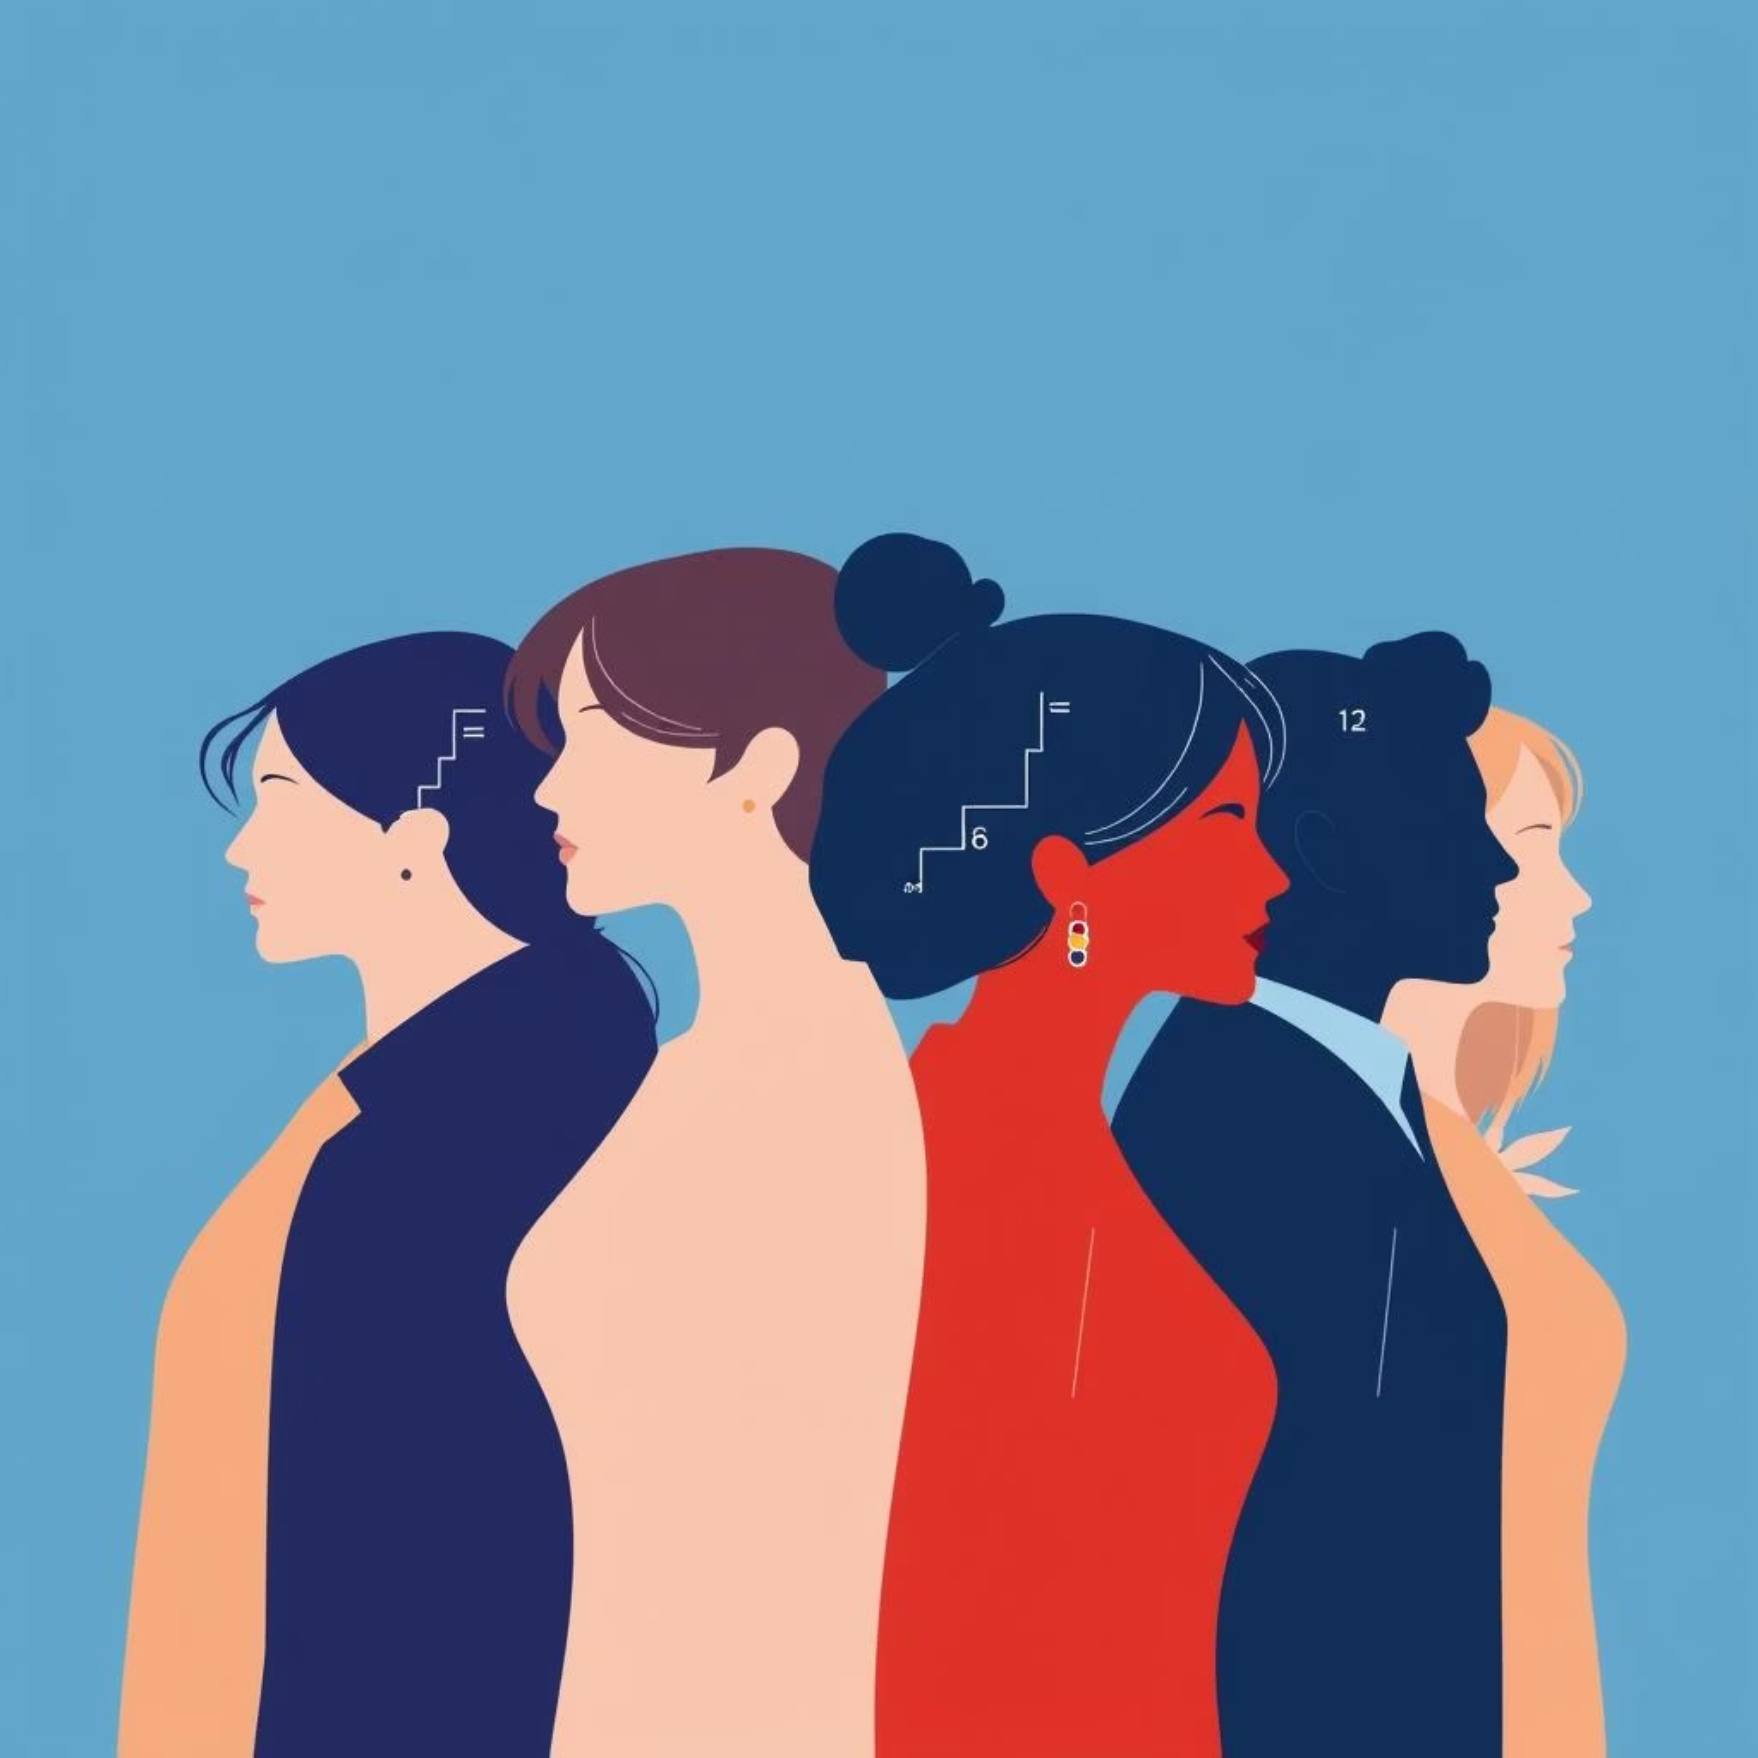 =
=
12
6